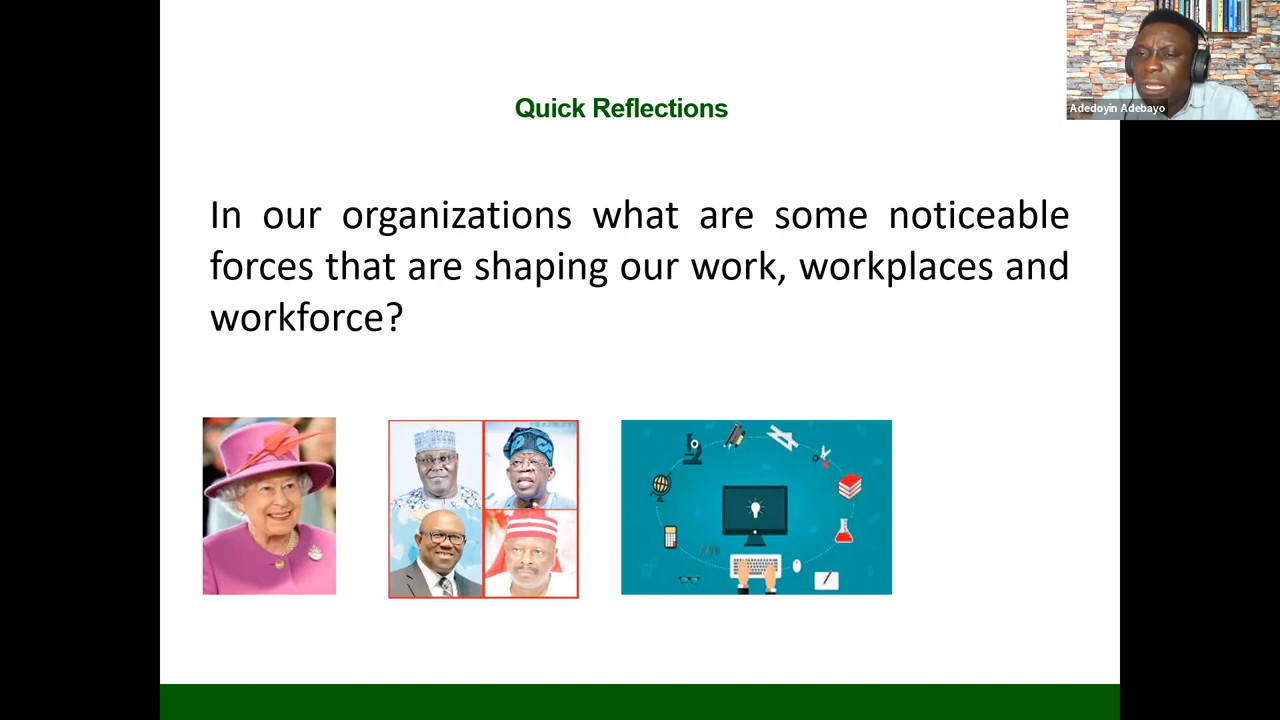 Quick Reflections
Adedoyin Adebayo
In our organizations what are some noticeable
forces that are shaping our work, workplaces and
workforce?